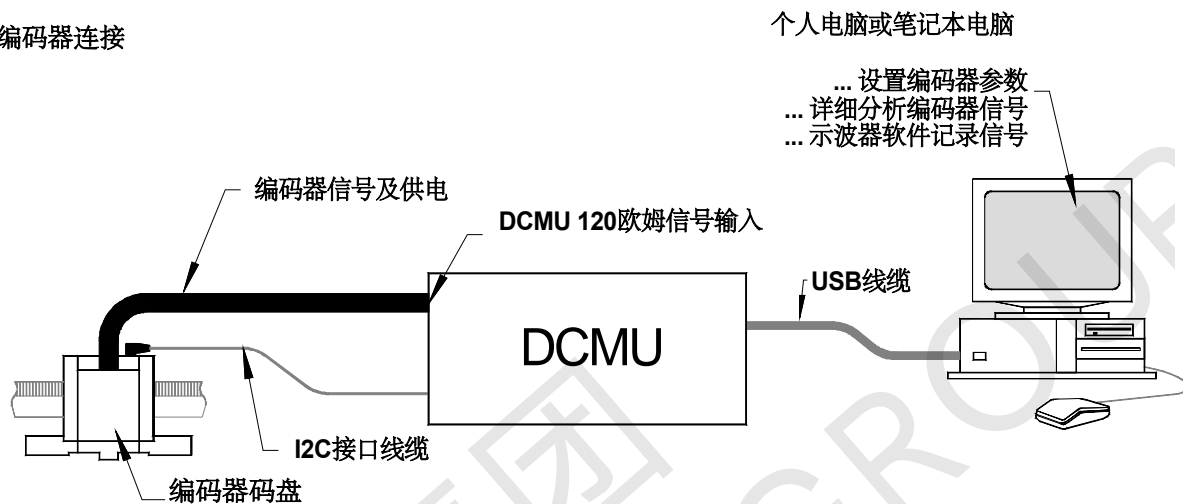 编码器连接
个人电脑或笔记本电脑
... 设置编码器参数
... 详细分析编码器信号
... 示波器软件记录信号
编码器信号及供电
DCMU 120欧姆信号输入
USB线缆
DCMU
I2C接口线缆
编码器码盘
团 GROUP